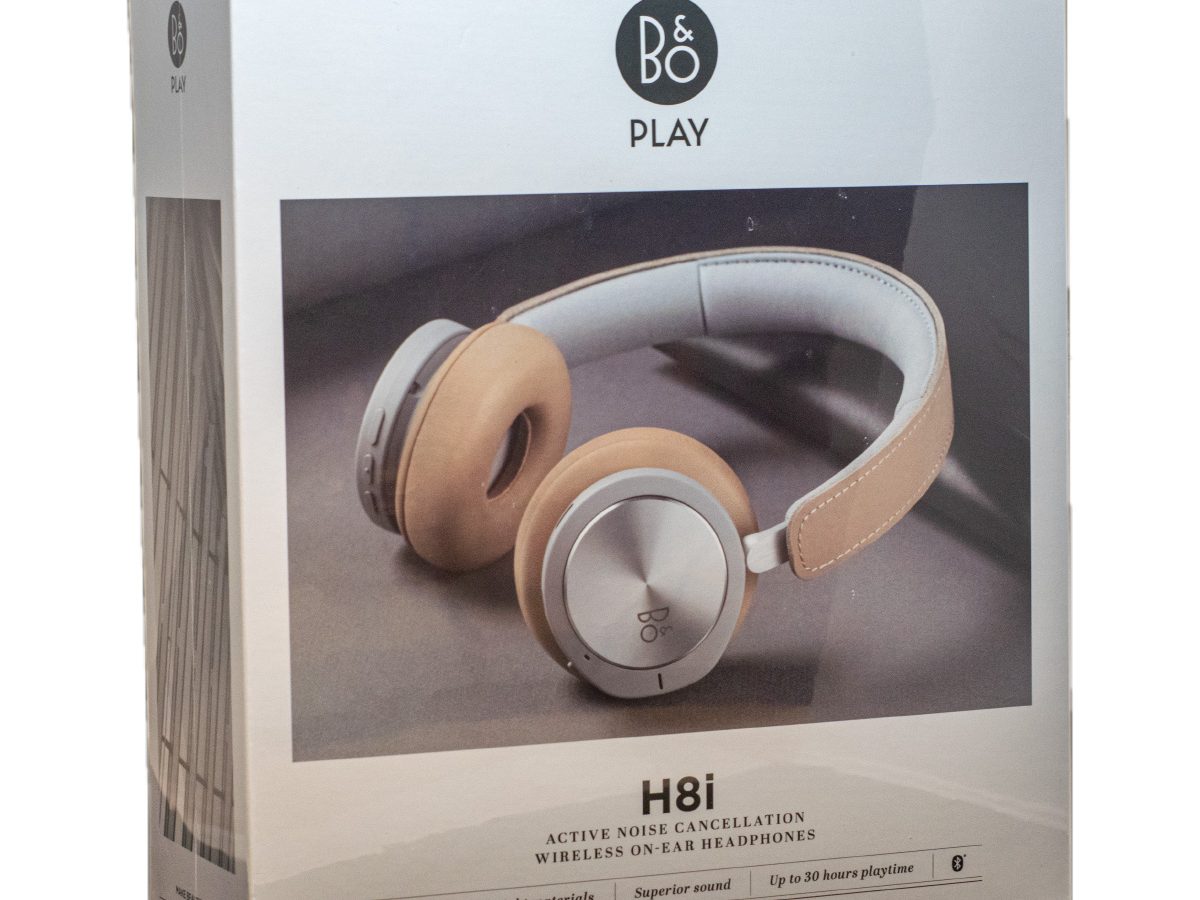 B&O
PLAY
B&O
PLAY
B&O
H8i
ACTIVE NOISE CANCELLATION
WIRELESS ON-EAR HEADPHONES
Superior sound
Up to 30 hours playtime